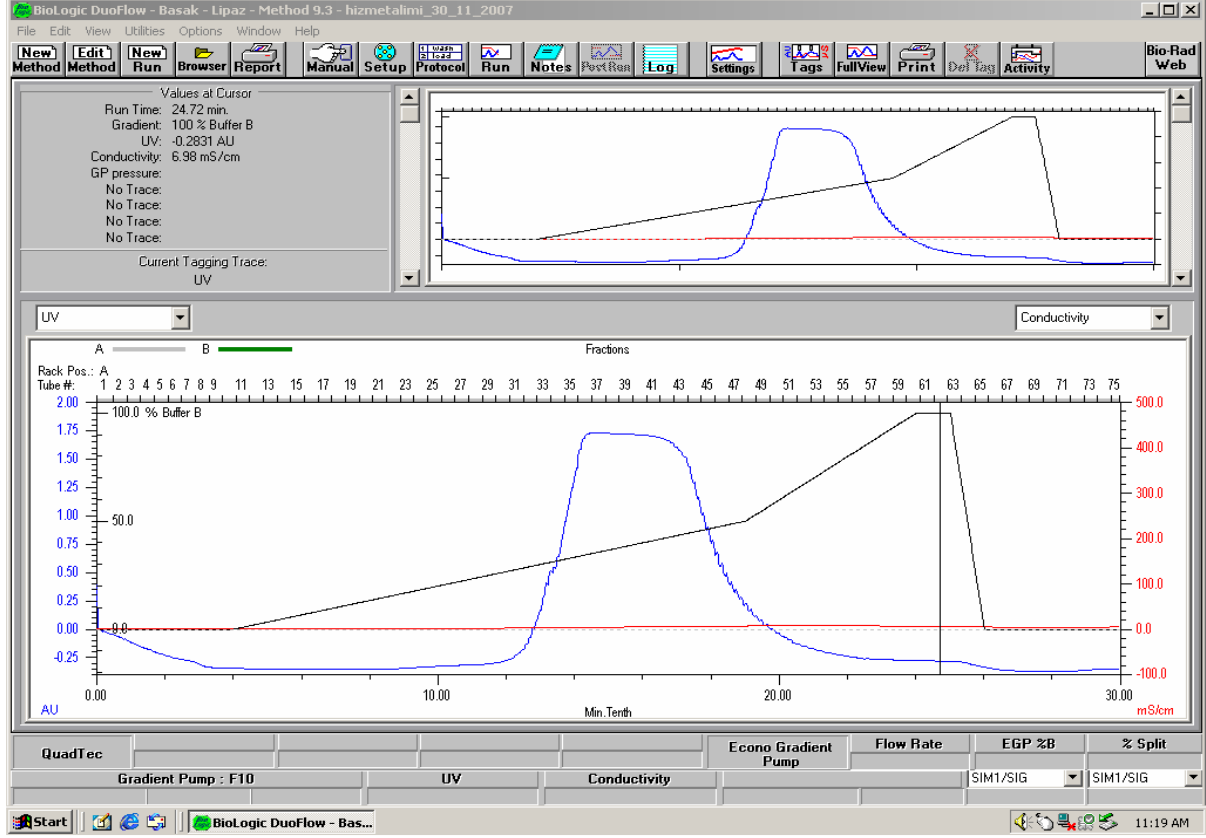 BioLogic DuoFlow - Basak - Lipaz - Method 9.3 - hizmetalimi_30_11_2007
File Edit View Utilities Options Window Help
New Method Edit Method New Run Browser Report Manual Setup 1 Wash 2 load Protocol Run Notes PostRun Log Settings Tags FullView Print Del Tag Activity Bio-Rad Web
Values at Cursor
Run Time: 24.72 min.
Gradient: 100 % Buffer B
UV: -0.2831 AU
Conductivity: 6.98 mS/cm
GP pressure:
No Trace:
No Trace:
No Trace:
No Trace:
Current Tagging Trace:
UV
UV Conductivity
A B Fractions
Rack Pos.: A
Tube #: 1 2 3 4 5 6 7 8 9 11 13 15 17 19 21 23 25 27 29 31 33 35 37 39 41 43 45 47 49 51 53 55 57 59 61 63 65 67 69 71 73 75
2.00 100.0 % Buffer B 500.0
1.75 400.0
1.50
1.25 300.0
1.00 50.0
0.75 200.0
0.50 100.0
0.25
0.00 0.0
-0.25 -100.0
0.00 10.00 20.00 30.00
AU Min.Tenth mS/cm
QuadTec Econo Gradient Pump Flow Rate EGP %B % Split
Gradient Pump : F10 UV Conductivity SIM1/SIG SIM1/SIG
Start BioLogic DuoFlow - Bas... 11:19 AM